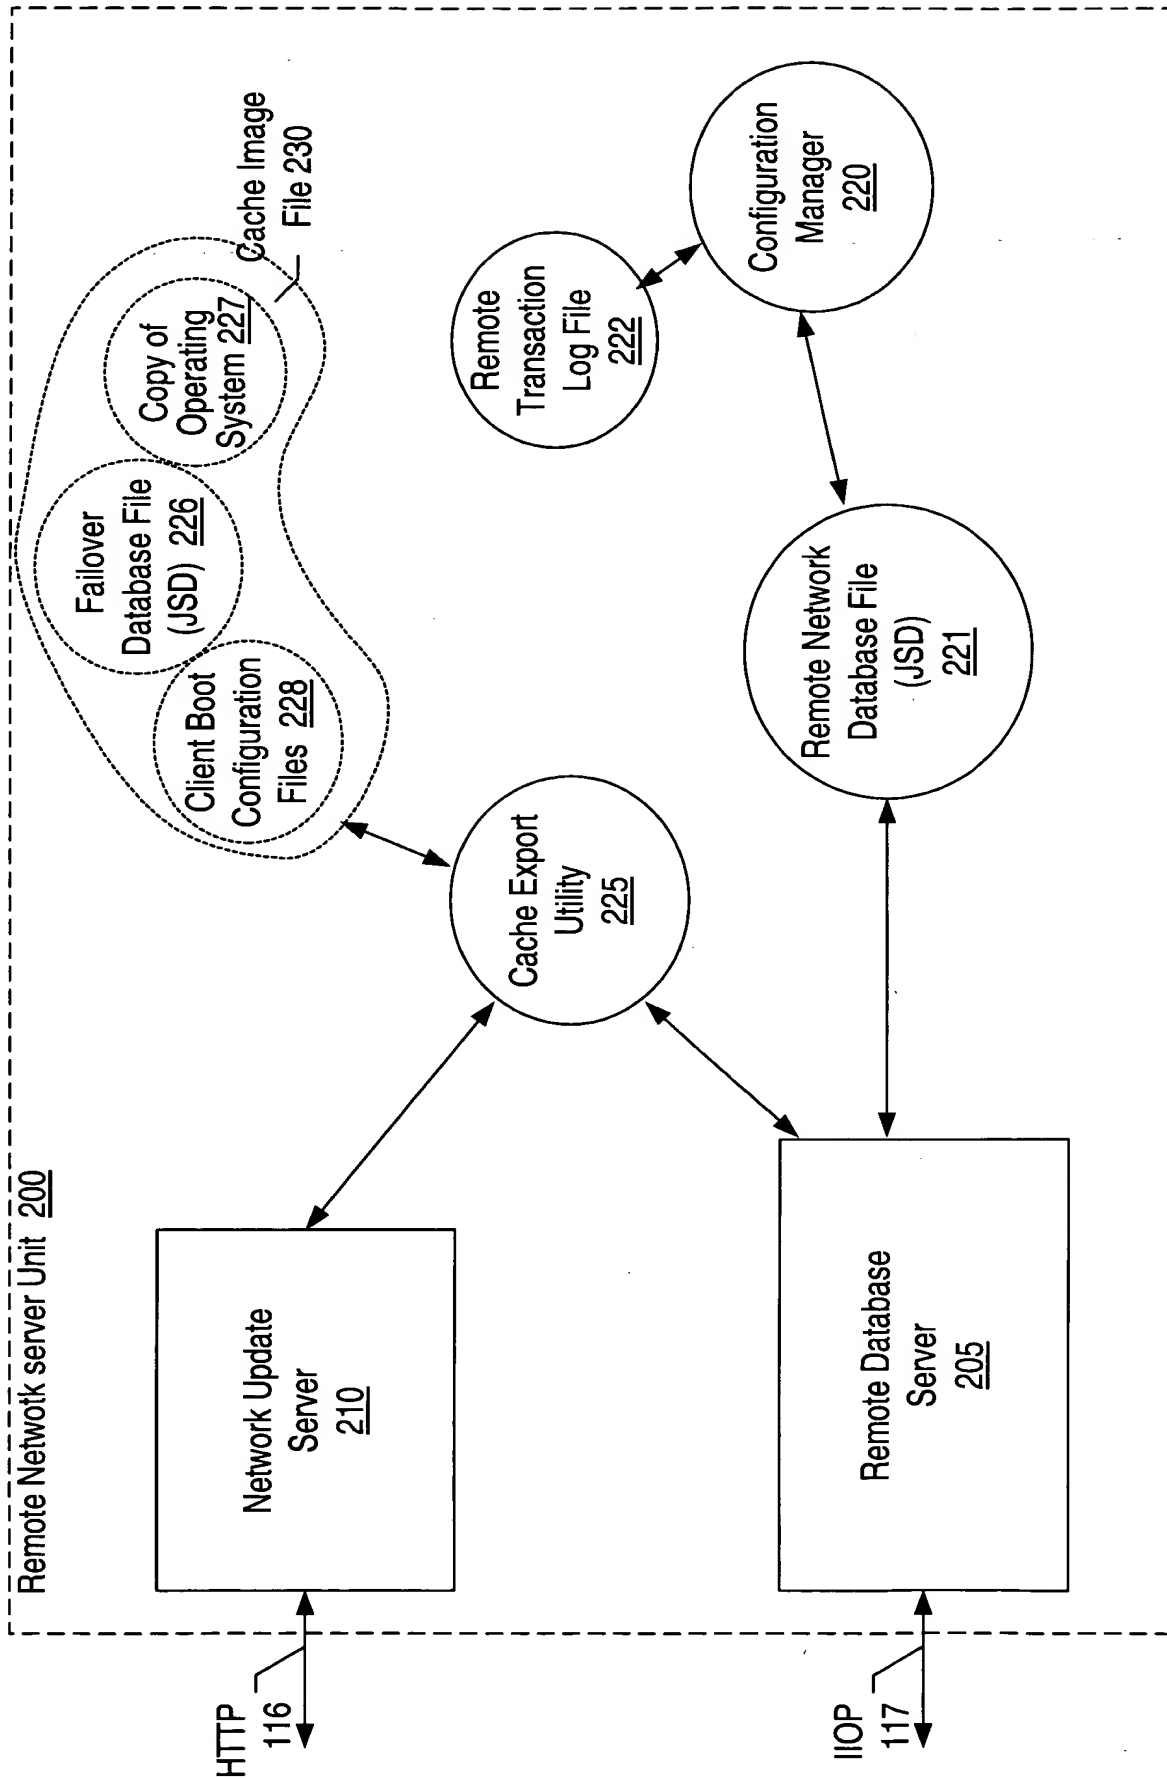 Remote Netwotk server Unit 200
HTTP
116
Network Update
Server
210
Client Boot
Configuration
Files 228
Failover
Database File
(JSD) 226
Copy of
Operating
System 227
Cache Image
File 230
Cache Export
Utility
225
Remote
Transaction
Log File
222
Configuration
Manager
220
IIOP
117
Remote Database
Server
205
Remote Network
Database File
(JSD)
221